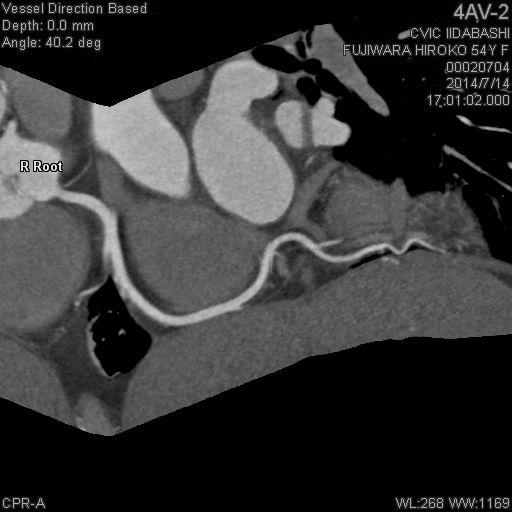 Vessel Direction Based
Depth: 0.0 mm
Angle: 40.2 deg
4AV-2
CVIC IIDABASHI
FUJIWARA HIROKO 54Y F
00020704
2014/7/14
17:01:02.000
R Root
CPR-A
WL:268 WW:1169